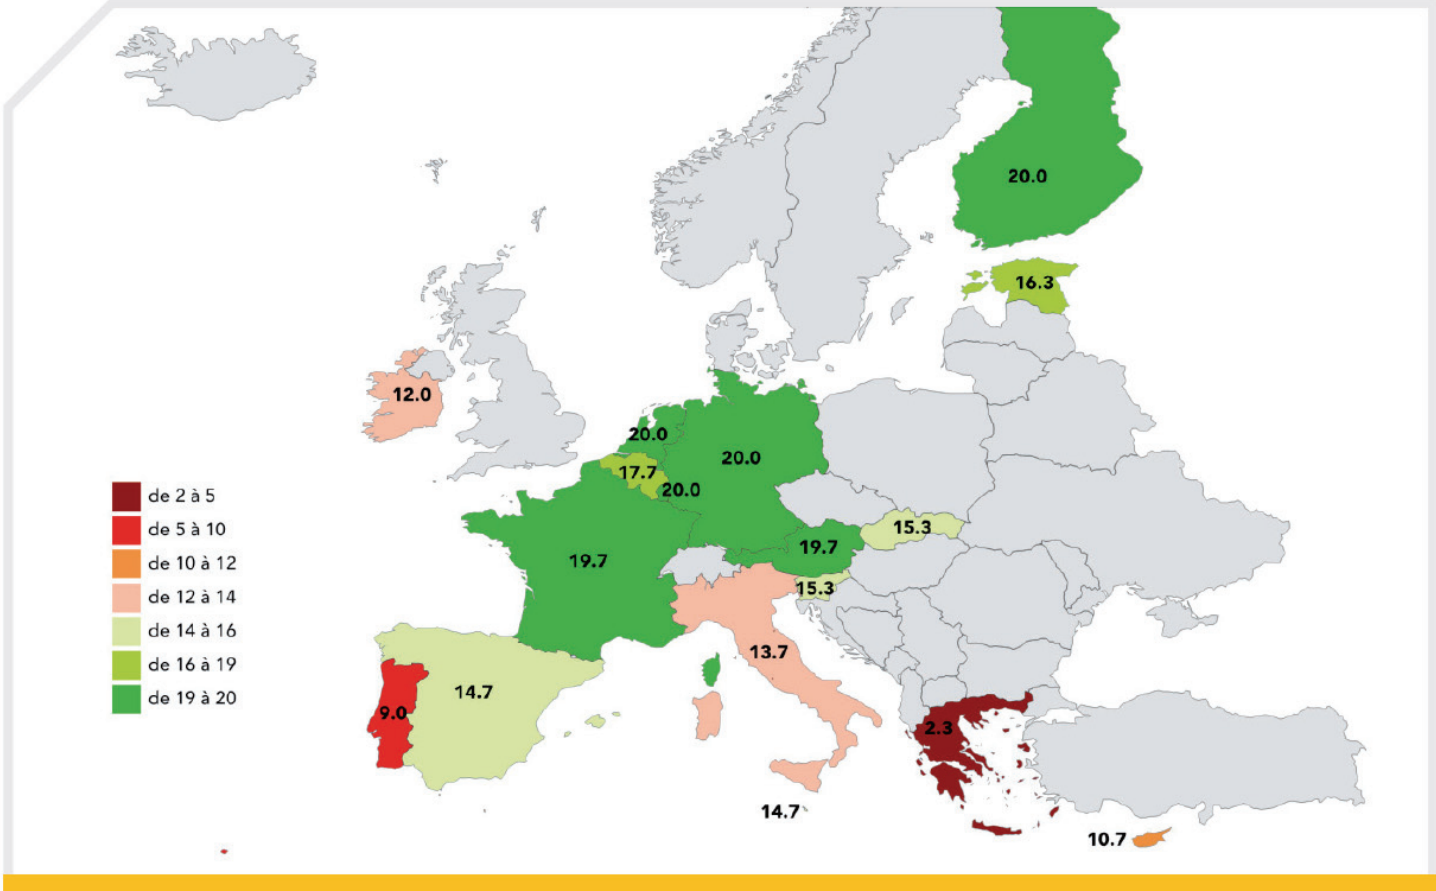 20.0
16.3
12.0
20.0
20.0
17.7
20.0
15.3
19.7
19.7
15.3
13.7
14.7
9.0
2.3
14.7
10.7
de 2 à 5
de 5 à 10
de 10 à 12
de 12 à 14
de 14 à 16
de 16 à 19
de 19 à 20